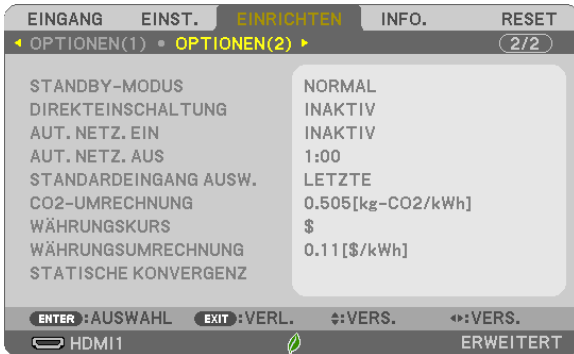 EINGANG EINST. EINRICHTEN INFO. RESET
OPTIONEN(1) OPTIONEN(2) 2/2
STANDBY-MODUS NORMAL
DIREKTEINSCHALTUNG INAKTIV
AUT. NETZ. EIN INAKTIV
AUT. NETZ. AUS 1:00
STANDARDEINGANG AUSW. LETZTE
CO2-UMRECHNUNG 0.505[kg-CO2/kWh]
WÄHRUNGSKURS $
WÄHRUNGSUMRECHNUNG 0.11[$/kWh]
STATISCHE KONVERGENZ
ENTER :AUSWAHL EXIT :VERL. :VERS. :VERS.
HDMI1 ERWEITERT